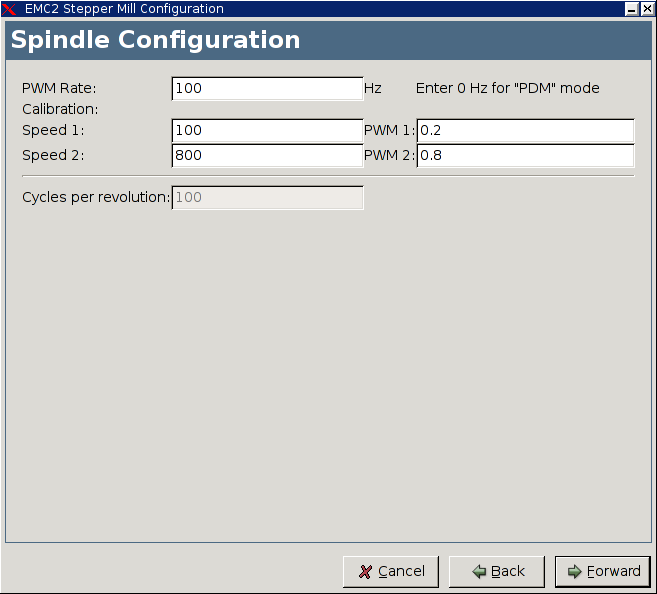 EMC2 Stepper Mill Configuration
Spindle Configuration
PWM Rate: 100 Hz Enter 0 Hz for "PDM" mode
Calibration:
Speed 1: 100 PWM 1: 0.2
Speed 2: 800 PWM 2: 0.8
Cycles per revolution: 100
Cancel Back Forward